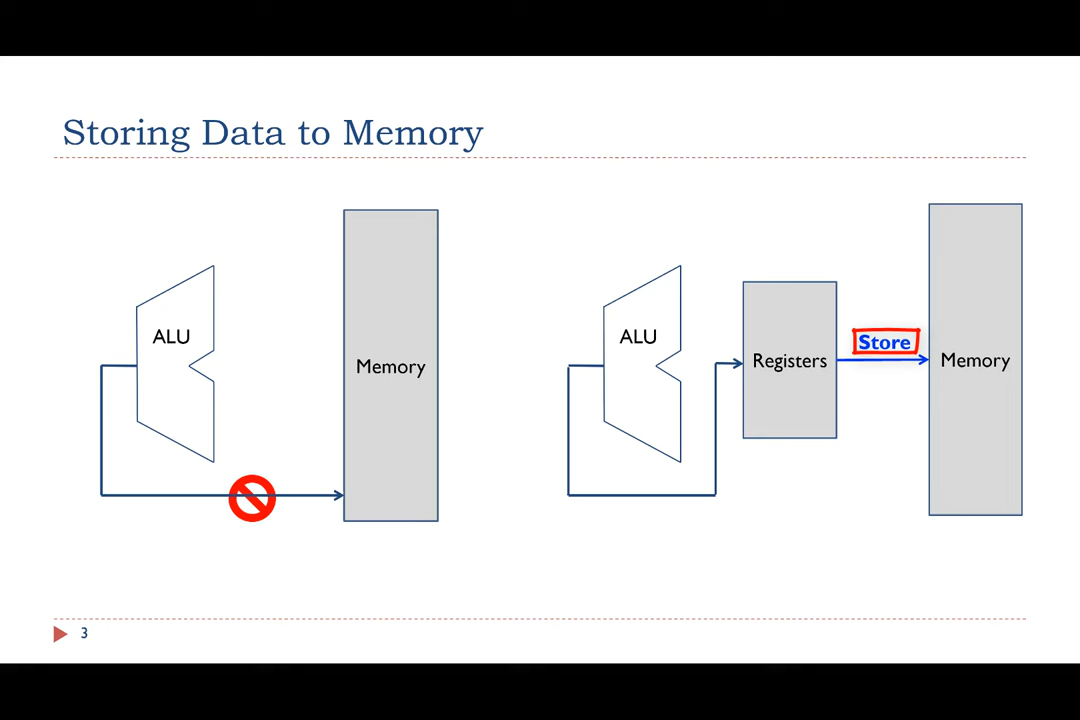 Storing Data to Memory
ALU
Memory
ALU
Registers
Store
Memory
3